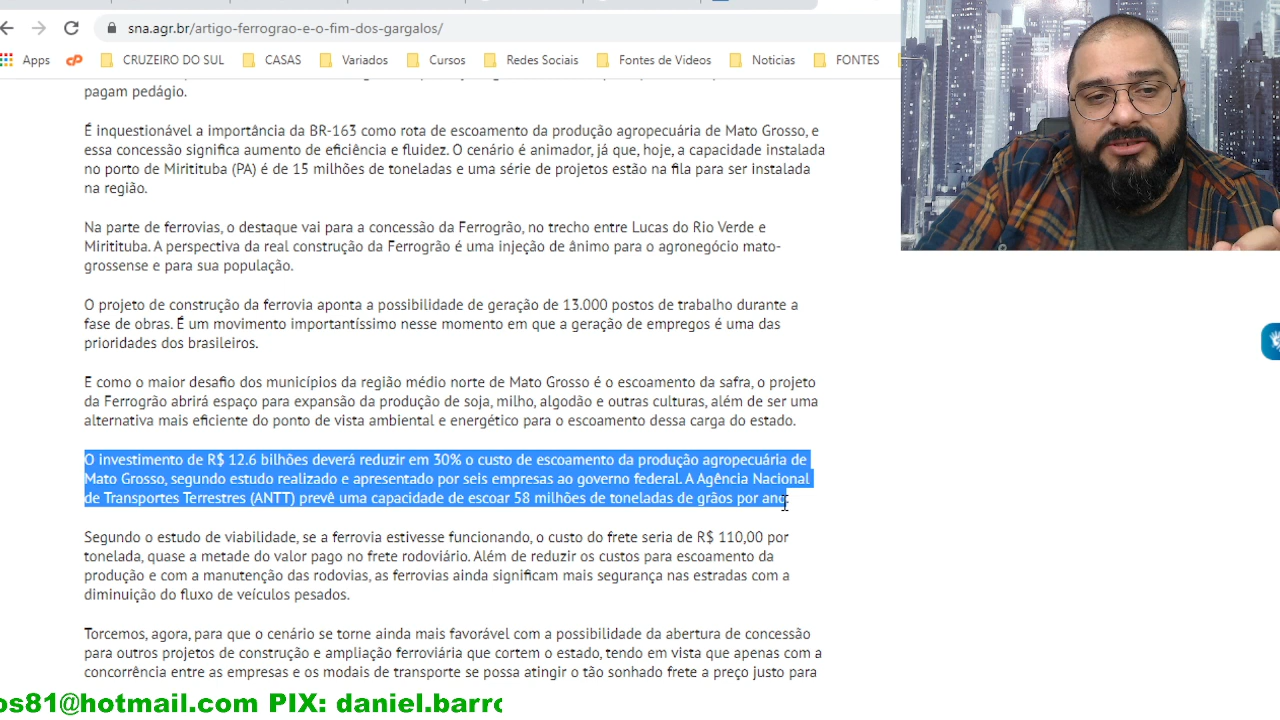 sna.agr.br/artigo-ferrograo-e-o-fim-dos-gargalos/
Apps CRUZEIRO DO SUL CASAS Variados Cursos Redes Sociais Fontes de Videos Noticias FONTES
pagam pedágio.
É inquestionável a importância da BR-163 como rota de escoamento da produção agropecuária de Mato Grosso, e
essa concessão significa aumento de eficiência e fluidez. O cenário é animador, já que, hoje, a capacidade instalada
no porto de Miritituba (PA) é de 15 milhões de toneladas e uma série de projetos estão na fila para ser instalada
na região.
Na parte de ferrovias, o destaque vai para a concessão da Ferrogrão, no trecho entre Lucas do Rio Verde e
Miritituba. A perspectiva da real construção da Ferrogrão é uma injeção de ânimo para o agronegócio mato-
grossense e para sua população.
O projeto de construção da ferrovia aponta a possibilidade de geração de 13.000 postos de trabalho durante a
fase de obras. É um movimento importantíssimo nesse momento em que a geração de empregos é uma das
prioridades dos brasileiros.
E como o maior desafio dos municípios da região médio norte de Mato Grosso é o escoamento da safra, o projeto
da Ferrogrão abrirá espaço para expansão da produção de soja, milho, algodão e outras culturas, além de ser uma
alternativa mais eficiente do ponto de vista ambiental e energético para o escoamento dessa carga do estado.
O investimento de R$ 12.6 bilhões deverá reduzir em 30% o custo de escoamento da produção agropecuária de
Mato Grosso, segundo estudo realizado e apresentado por seis empresas ao governo federal. A Agência Nacional
de Transportes Terrestres (ANTT) prevê uma capacidade de escoar 58 milhões de toneladas de grãos por ano.
Segundo o estudo de viabilidade, se a ferrovia estivesse funcionando, o custo do frete seria de R$ 110,00 por
tonelada, quase a metade do valor pago no frete rodoviário. Além de reduzir os custos para escoamento da
produção e com a manutenção das rodovias, as ferrovias ainda significam mais segurança nas estradas com a
diminuição do fluxo de veículos pesados.
Torcemos, agora, para que o cenário se torne ainda mais favorável com a possibilidade da abertura de concessão
para outros projetos de construção e ampliação ferroviária que cortem o estado, tendo em vista que apenas com a
concorrência entre as empresas e os modais de transporte se possa atingir o tão sonhado frete a preço justo para
os81@hotmail.com PIX: daniel.barro